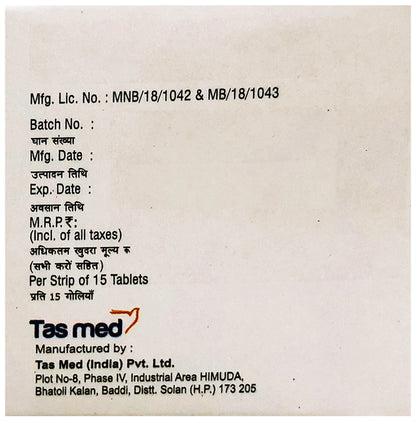 Mfg. Lic. No. : MNB/18/1042 & MB/18/1043
Batch No. :
घान संख्या
Mfg. Date :
उत्पादन तिथि
Exp. Date :
अवसान तिथि
M.R.P.₹:
(Incl. of all taxes)
अधिकतम खुदरा मूल्य रू
(सभी करों सहित)
Per Strip of 15 Tablets
प्रति 15 गोलियाँ
Tas med
Manufactured by :
Tas Med (India) Pvt. Ltd.
Plot No-8, Phase IV, Industrial Area HIMUDA,
Bhatoli Kalan, Baddi, Distt. Solan (H.P.) 173 205